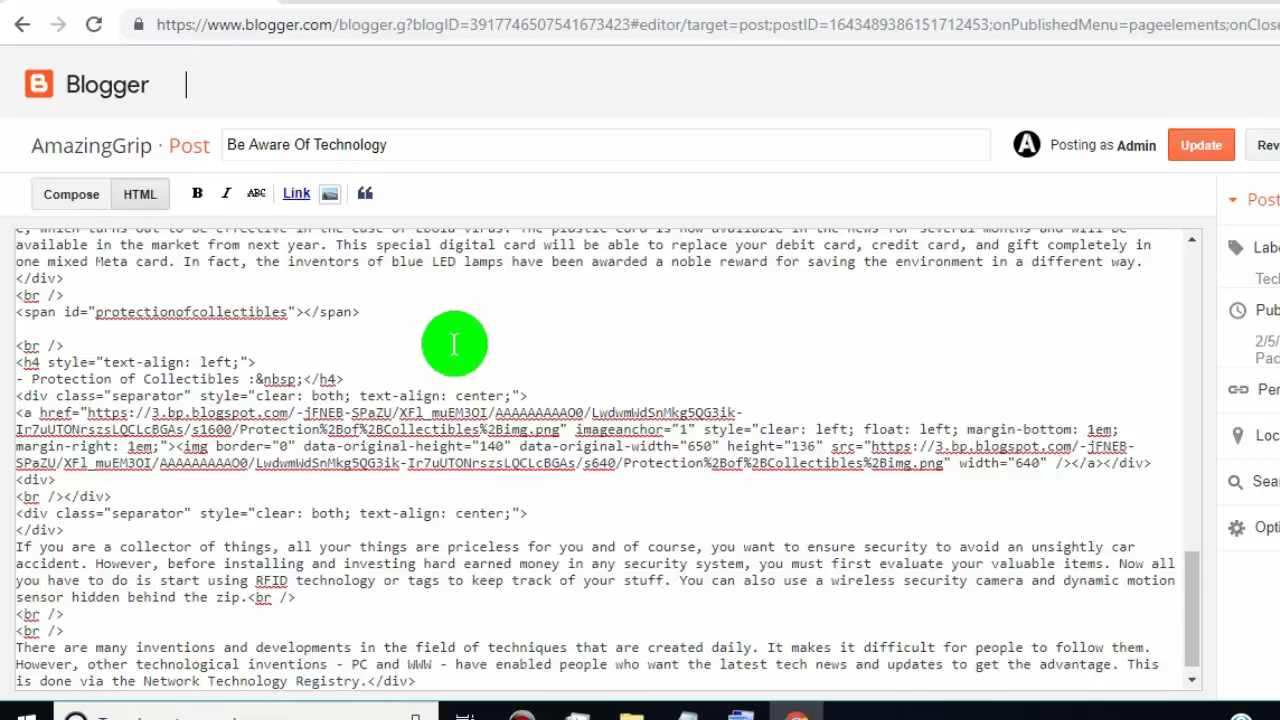 https://www.blogger.com/blogger.g?blogID=3917746507541673423#editor/target=post;postID=1643489386151712453;onPublishedMenu=pageelements;onClose
Blogger
AmazingGrip · Post
Be Aware Of Technology
Posting as Admin
Update
Rev
Compose
HTML
B I ABC Link
Post
available in the market from next year. This special digital card will be able to replace your debit card, credit card, and gift completely in
one mixed Meta card. In fact, the inventors of blue LED lamps have been awarded a noble reward for saving the environment in a different way.
</div>
<br />
<span id="protectionofcollectibles"></span>
<br />
<h4 style="text-align: left;">
- Protection of Collectibles :&nbsp;</h4>
<div class="separator" style="clear: both; text-align: center;">
<a href="https://3.bp.blogspot.com/-jFNEB-SPaZU/XFl_muEM3OI/AAAAAAAAAO0/LwdwmWdSnMkg5QG3ik-
Ir7uUTONrszsLQCLcBGAs/s1600/Protection%2Bof%2BCollectibles%2Bimg.png" imageanchor="1" style="clear: left; float: left; margin-bottom: 1em;
margin-right: 1em;"><img border="0" data-original-height="140" data-original-width="650" height="136" src="https://3.bp.blogspot.com/-jFNEB-
SPaZU/XFl_muEM3OI/AAAAAAAAAO0/LwdwmWdSnMkg5QG3ik-Ir7uUTONrszsLQCLcBGAs/s640/Protection%2Bof%2BCollectibles%2Bimg.png" width="640" /></a></div>
<div>
<br /></div>
<div class="separator" style="clear: both; text-align: center;">
</div>
If you are a collector of things, all your things are priceless for you and of course, you want to ensure security to avoid an unsightly car
accident. However, before installing and investing hard earned money in any security system, you must first evaluate your valuable items. Now all
you have to do is start using RFID technology or tags to keep track of your stuff. You can also use a wireless security camera and dynamic motion
sensor hidden behind the zip.<br />
<br />
<br />
There are many inventions and developments in the field of techniques that are created daily. It makes it difficult for people to follow them.
However, other technological inventions - PC and WWW - have enabled people who want the latest tech news and updates to get the advantage. This
is done via the Network Technology Registry.</div>
Labe
Tech
Pub
2/5/
Pac
Per
Loc
Sea
Opti